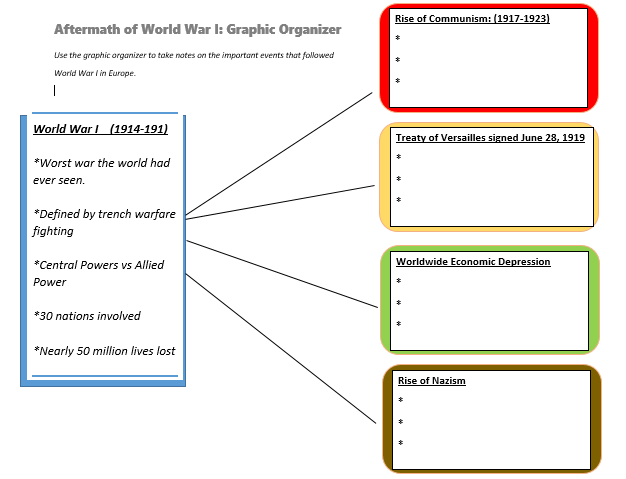 Aftermath of World War I: Graphic Organizer
Use the graphic organizer to take notes on the important events that followed
World War I in Europe.
World War I (1914-191)
*Worst war the world had
ever seen.
*Defined by trench warfare
fighting
*Central Powers vs Allied
Power
*30 nations involved
*Nearly 50 million lives lost
Rise of Communism: (1917-1923)
*
*
*
Treaty of Versailles signed June 28, 1919
*
*
*
Worldwide Economic Depression
*
*
*
Rise of Nazism
*
*
*